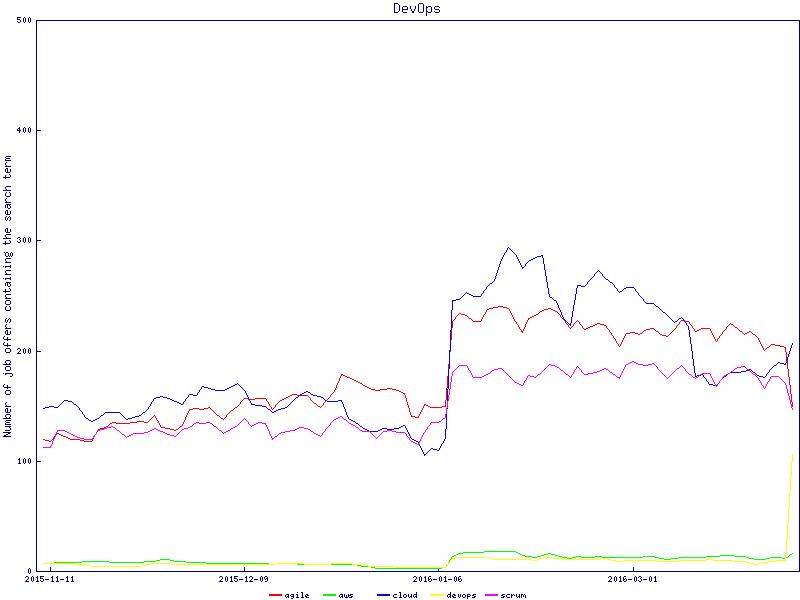 DevOps
500
400
300
200
100
0
Number of job offers containing the search term
2015-11-11 2015-12-09 2016-01-06 2016-03-01
agile aws cloud devops scrum